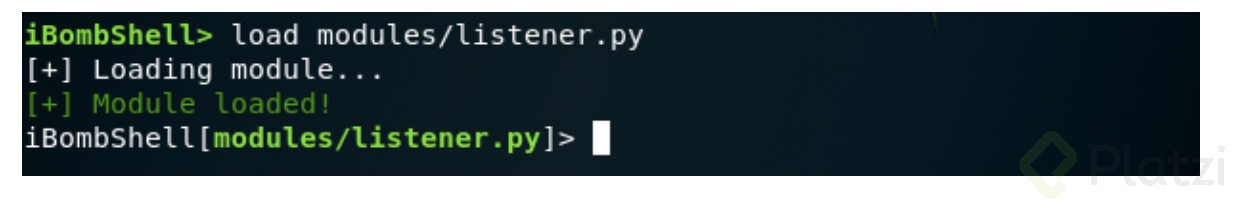 iBombShell> load modules/listener.py
[+] Loading module...
[+] Module loaded!
iBombShell[modules/listener.py]>
Platzi